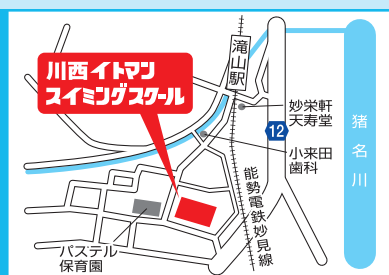 川西イトマン
スイミングスクール
滝山駅
妙栄軒
天寿堂
12
猪名川
小来田
歯科
能勢電鉄妙見線
パステル
保育園